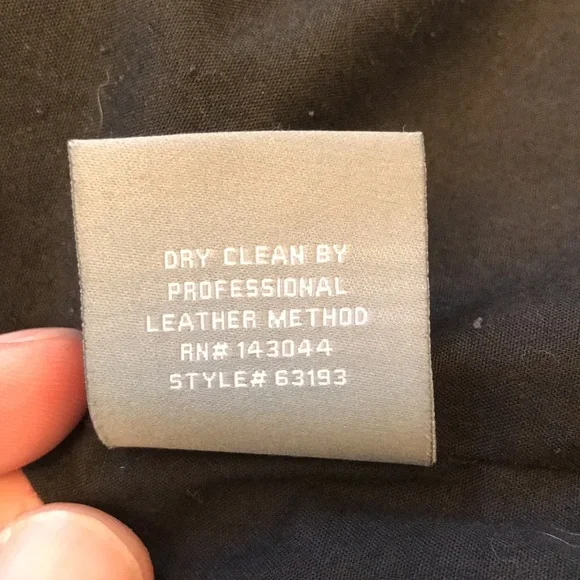 DRY CLEAN BY
PROFESSIONAL
LEATHER METHOD
RN# 143044
STYLE# 63193